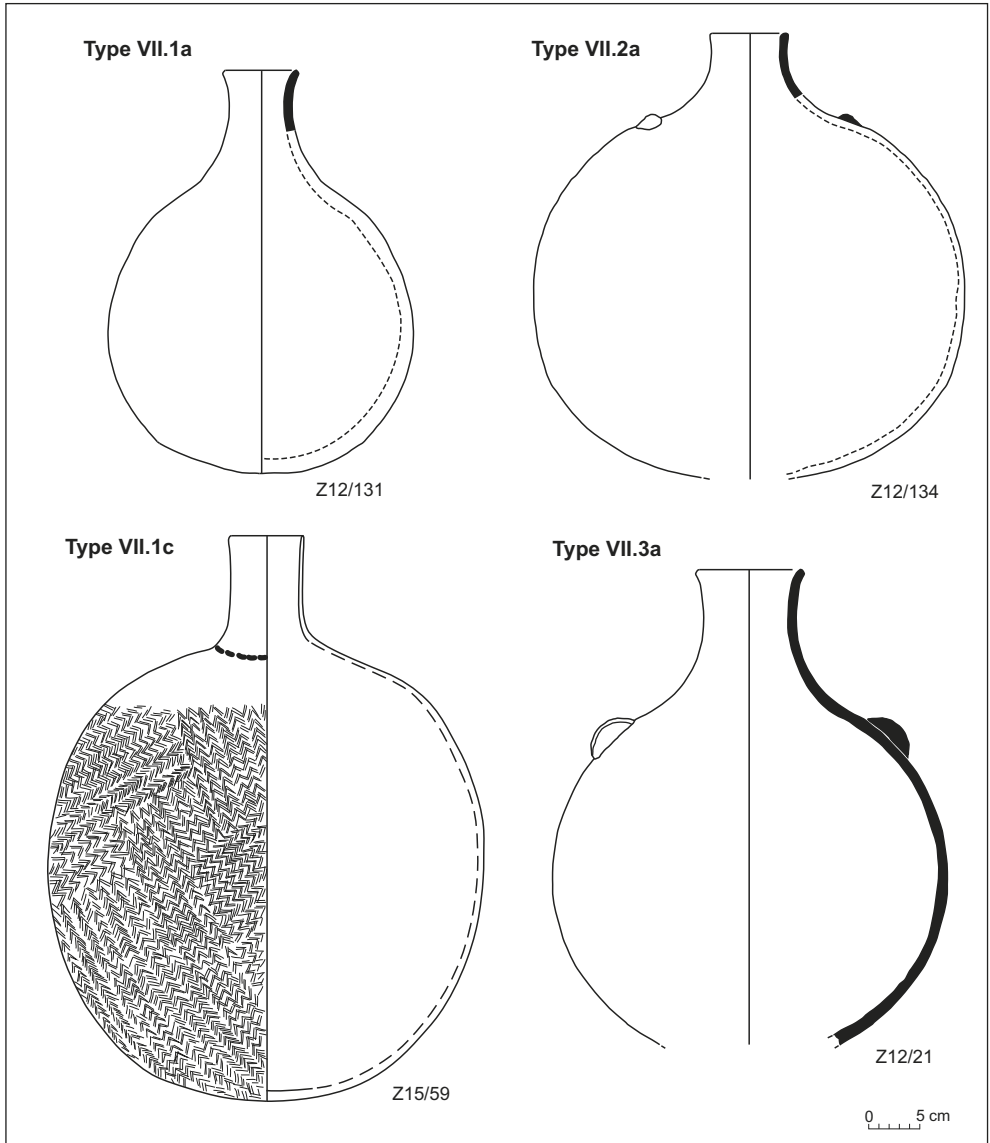 Type VII.1a
Type VII.2a
Z12/131
Z12/134
Type VII.1c
Type VII.3a
Z15/59
Z12/21
0 5 cm